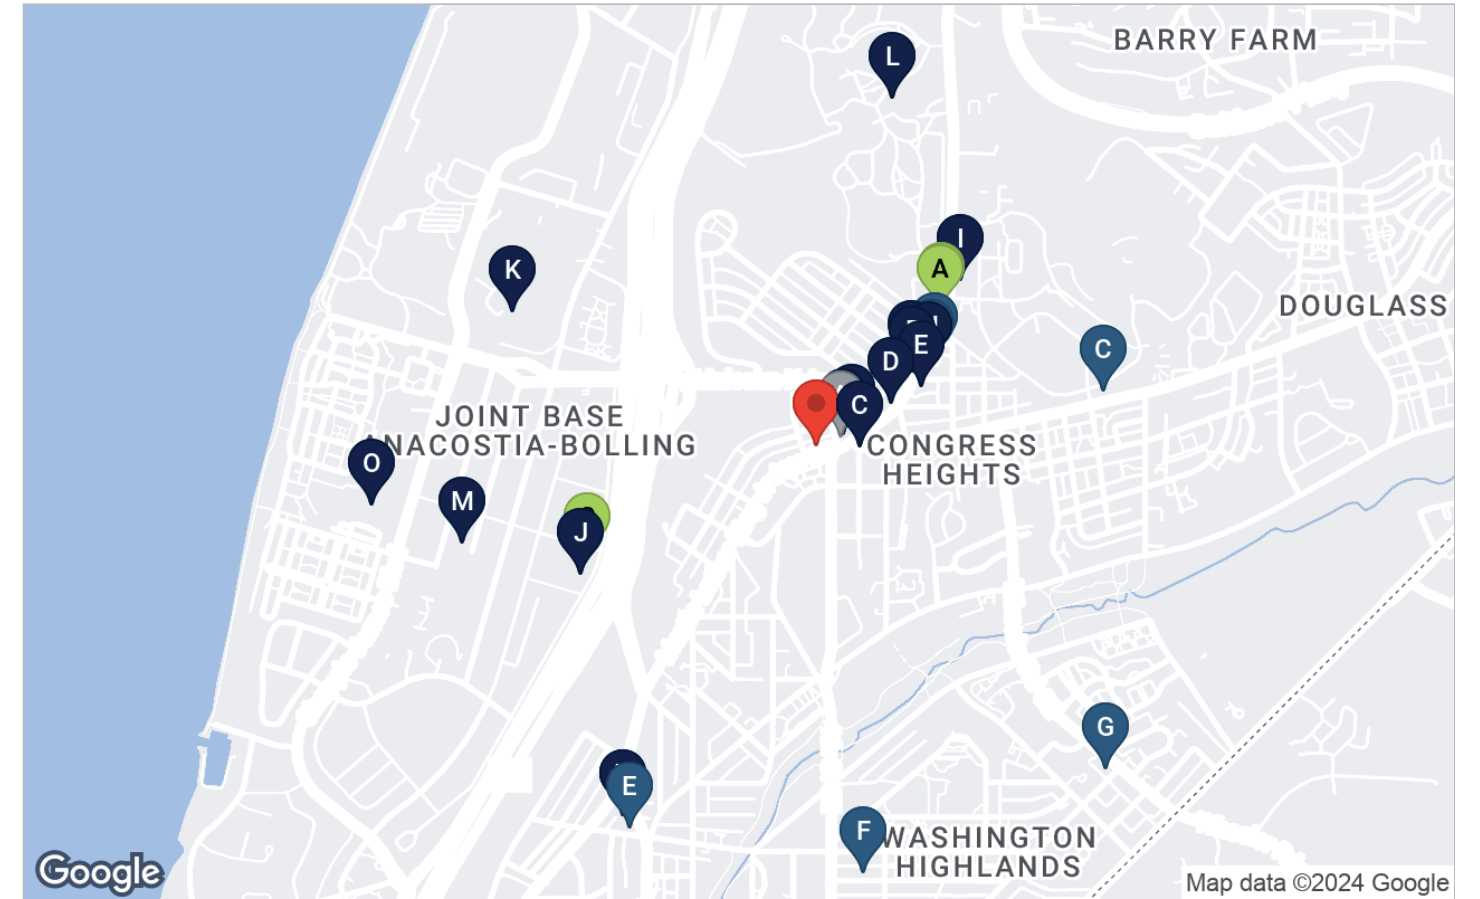 BARRY FARM
L
I
A
K
DOUGLASS
E
C
D
C
JOINT BASE
ANACOSTIA-BOLLING
CONGRESS
HEIGHTS
O
M
J
G
E
F
WASHINGTON
HIGHLANDS
Google
Map data ©2024 Google